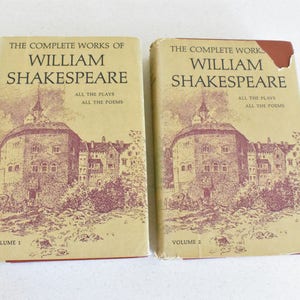 THE COMPLETE WORKS OF
WILLIAM
SHAKESPEARE
ALL THE PLAYS
ALL THE POEMS
LUME 1
THE COMPLETE WORKS
WILLIAM
SHAKESPEARE
ALL THE PLAYS
ALL THE POEMS
VOLUME 2